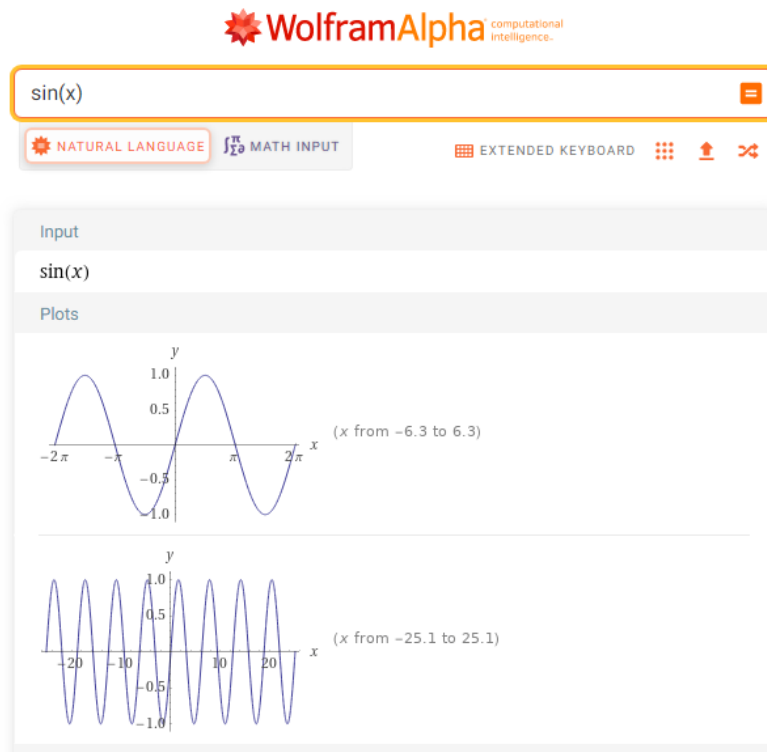 WolframAlpha computational intelligence.
sin(x)
NATURAL LANGUAGE
∫π Σ∂ MATH INPUT
EXTENDED KEYBOARD
Input
sin(x)
Plots
y
1.0
0.5
-2π -π π 2π x
(x from -6.3 to 6.3)
-0.5
-1.0
y
1.0
0.5
-20 -10 10 20 x
(x from -25.1 to 25.1)
-0.5
-1.0